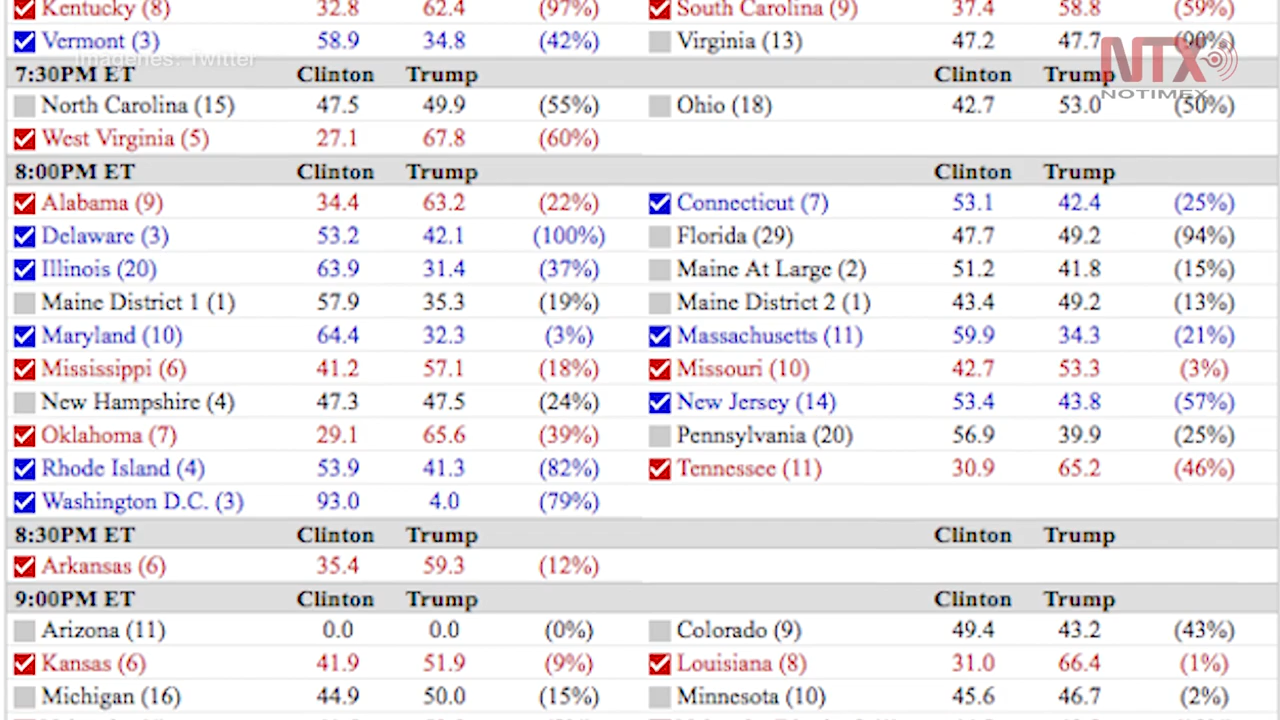 Kentucky (8) 32.8 62.4 (97%) South Carolina (9) 37.4 58.8 (59%)
Vermont (3) 58.9 34.8 (42%) Virginia (13) 47.2 47.7 (90%)
Imágenes: Twitter
NTX
NOTIMEX
7:30PM ET Clinton Trump Clinton Trump
North Carolina (15) 47.5 49.9 (55%) Ohio (18) 42.7 53.0 (50%)
West Virginia (5) 27.1 67.8 (60%)
8:00PM ET Clinton Trump Clinton Trump
Alabama (9) 34.4 63.2 (22%) Connecticut (7) 53.1 42.4 (25%)
Delaware (3) 53.2 42.1 (100%) Florida (29) 47.7 49.2 (94%)
Illinois (20) 63.9 31.4 (37%) Maine At Large (2) 51.2 41.8 (15%)
Maine District 1 (1) 57.9 35.3 (19%) Maine District 2 (1) 43.4 49.2 (13%)
Maryland (10) 64.4 32.3 (3%) Massachusetts (11) 59.9 34.3 (21%)
Mississippi (6) 41.2 57.1 (18%) Missouri (10) 42.7 53.3 (3%)
New Hampshire (4) 47.3 47.5 (24%) New Jersey (14) 53.4 43.8 (57%)
Oklahoma (7) 29.1 65.6 (39%) Pennsylvania (20) 56.9 39.9 (25%)
Rhode Island (4) 53.9 41.3 (82%) Tennessee (11) 30.9 65.2 (46%)
Washington D.C. (3) 93.0 4.0 (79%)
8:30PM ET Clinton Trump Clinton Trump
Arkansas (6) 35.4 59.3 (12%)
9:00PM ET Clinton Trump Clinton Trump
Arizona (11) 0.0 0.0 (0%) Colorado (9) 49.4 43.2 (43%)
Kansas (6) 41.9 51.9 (9%) Louisiana (8) 31.0 66.4 (1%)
Michigan (16) 44.9 50.0 (15%) Minnesota (10) 45.6 46.7 (2%)